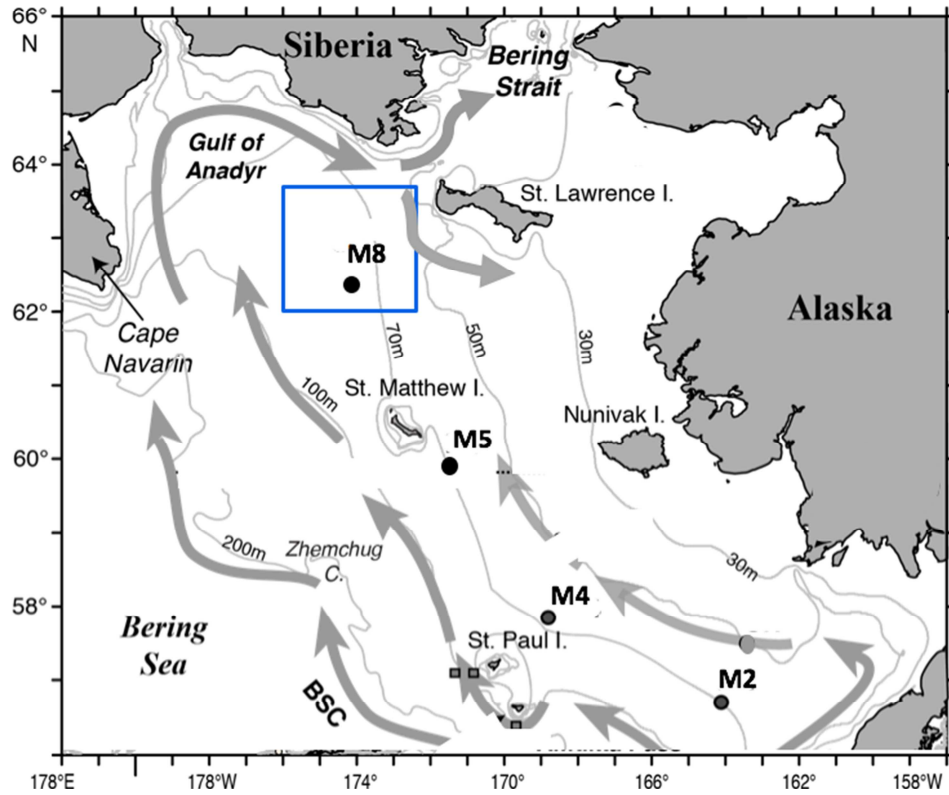 66°
N
Siberia
Bering
Strait
Gulf of
Anadyr
64°
St. Lawrence I.
M8
62°
Alaska
Cape
Navarin
70m
50m
30m
100m
St. Matthew I.
Nunivak I.
M5
60°
200m
Zhemchug
C.
30m
M4
58°
Bering
Sea
St. Paul I.
M2
BSC
178°E
178°W
174°
170°
166°
162°
158°W